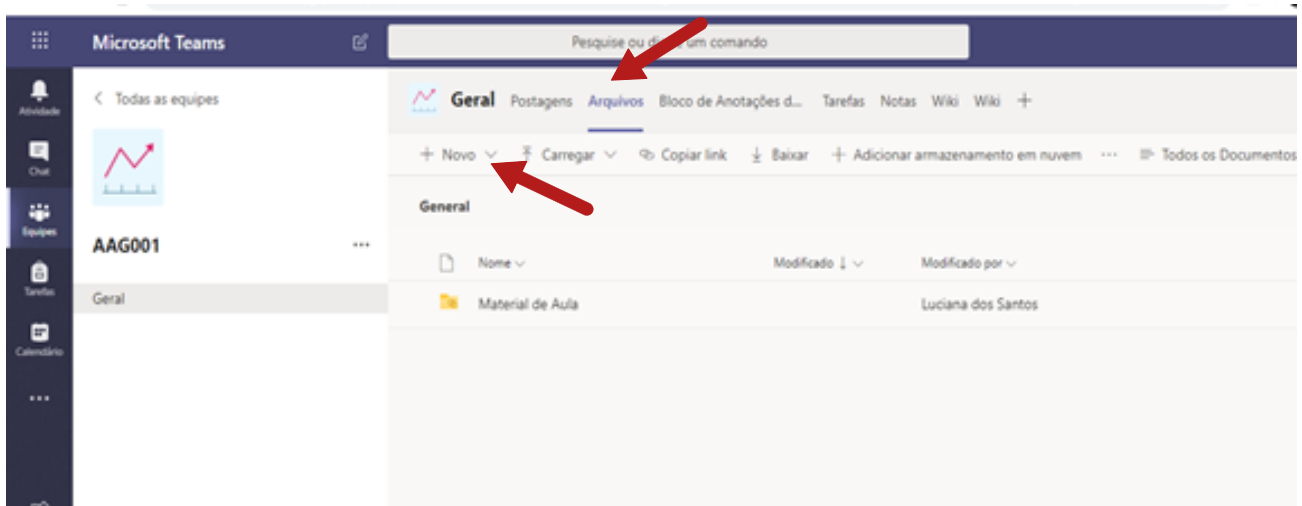 Microsoft Teams
Pesquise ou um comando
Atividade
Chat
Equipes
Tarefas
Calendário
Todas as equipes
AAG001
Geral
Geral Postagens Arquivos Bloco de Anotações d... Tarefas Notas Wiki Wiki +
+ Novo Carregar Copiar link Baixar + Adicionar armazenamento em nuvem ... Todos os Documentos
General
Nome Modificado ↓ Modificado por
Material de Aula Luciana dos Santos